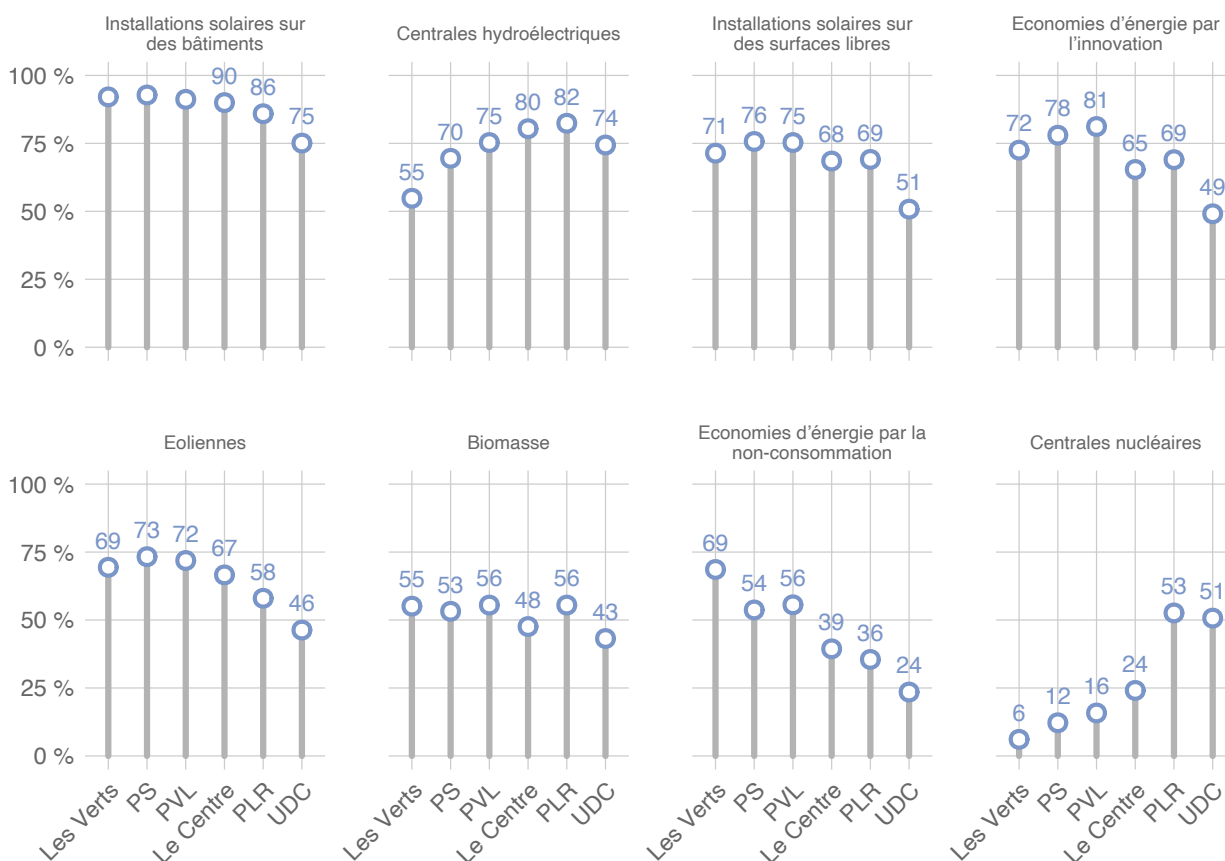 Installations solaires sur
des bâtiments
Centrales hydroélectriques
Installations solaires sur
des surfaces libres
Economies d’énergie par
l’innovation
100 %
75 %
50 %
25 %
0 %
90
86
75
55
70
75
80
82
74
71
76
75
68
69
51
72
78
81
65
69
49
Eoliennes
Biomasse
Economies d’énergie par la
non-consommation
Centrales nucléaires
100 %
75 %
50 %
25 %
0 %
69
73
72
67
58
46
55
53
56
48
56
43
69
54
56
39
36
24
6
12
16
24
53
51
Les Verts
PS
PVL
Le Centre
PLR
UDC
Les Verts
PS
PVL
Le Centre
PLR
UDC
Les Verts
PS
PVL
Le Centre
PLR
UDC
Les Verts
PS
PVL
Le Centre
PLR
UDC